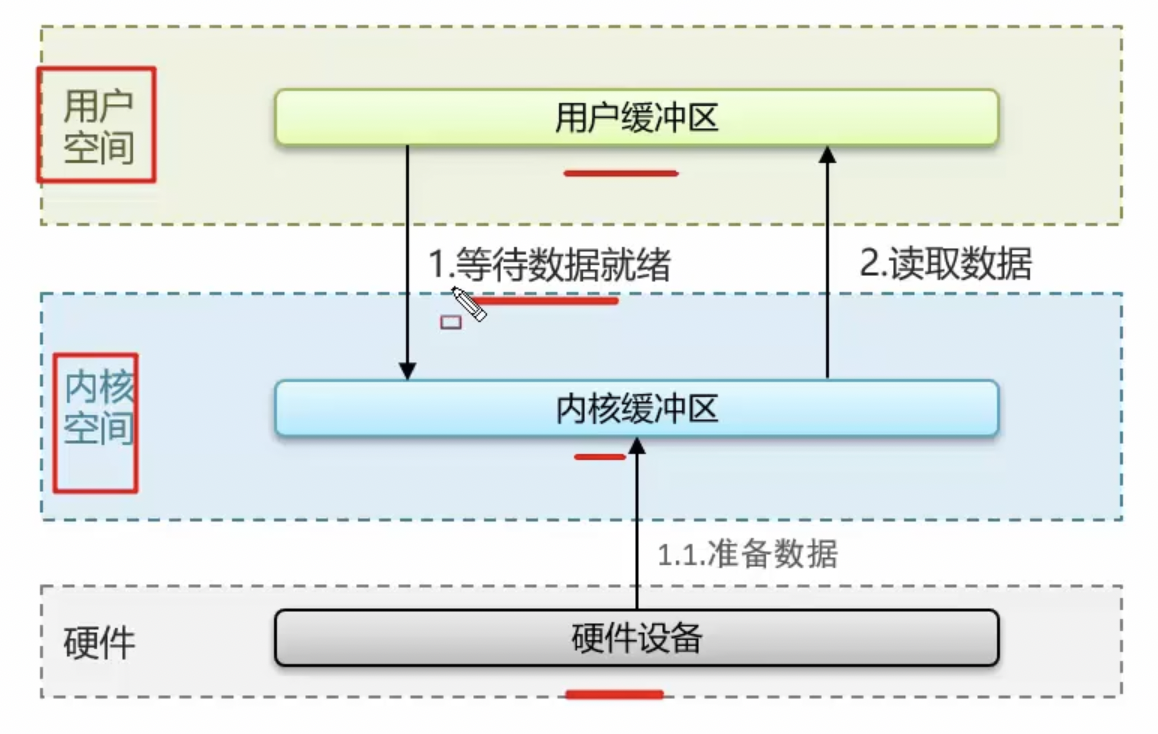 用户
空间
用户缓冲区
1.等待数据就绪
2.读取数据
内核
空间
内核缓冲区
1.1.准备数据
硬件
硬件设备